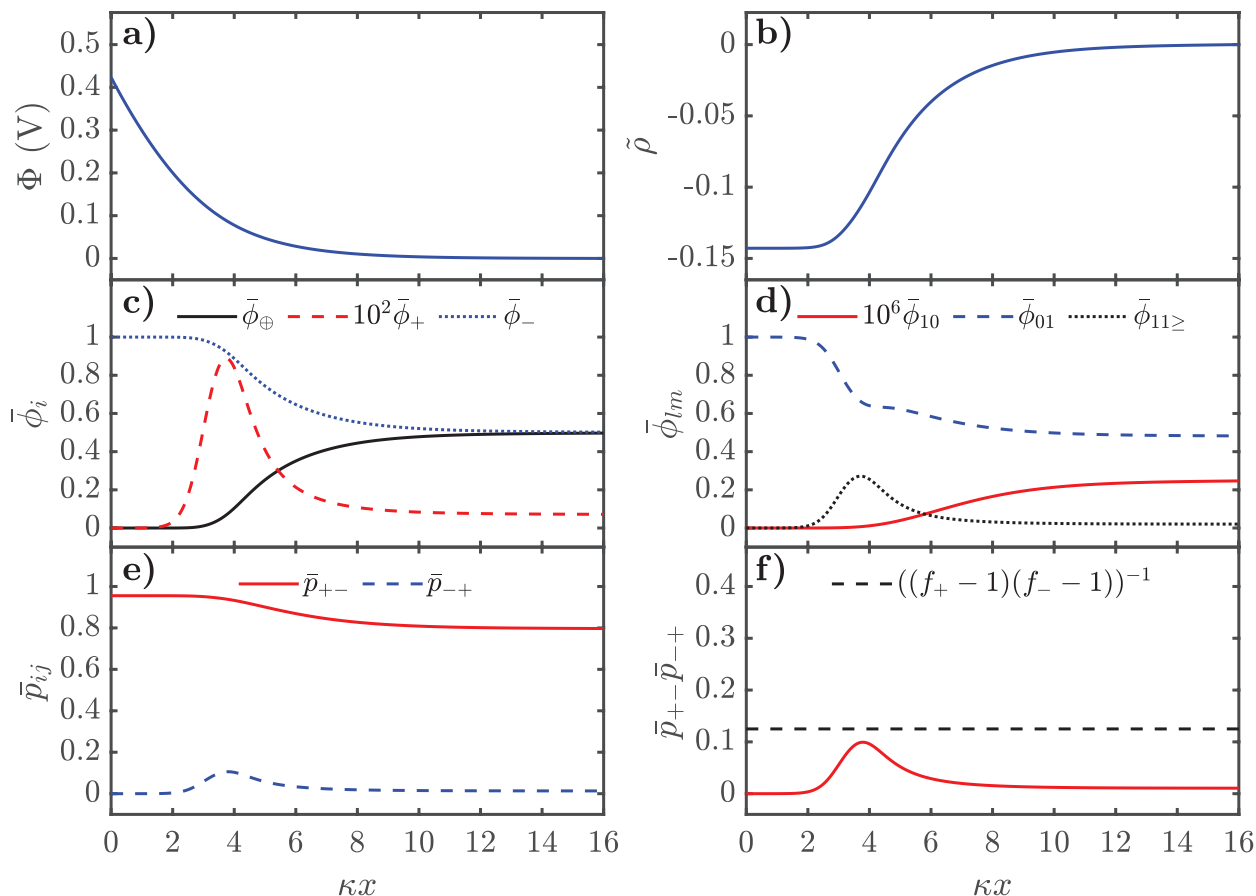 a)
0.5
0.4
0.3
0.2
0.1
0
Φ (V)
b)
0
-0.05
-0.1
-0.15
ρ̃
c)
ϕ̄⊕ 10²ϕ̄₊ ϕ̄₋
1
0.8
0.6
0.4
0.2
0
ϕ̄ᵢ
d)
10⁶ϕ̄₁₀ ϕ̄₀₁ ϕ̄₁₁≥
1
0.8
0.6
0.4
0.2
0
ϕ̄ₗₘ
e)
p̄₊₋ p̄₋₊
1
0.8
0.6
0.4
0.2
0
p̄ᵢⱼ
0 2 4 6 8 10 12 14 16
κx
f)
((f₊ − 1)(f₋ − 1))⁻¹
0.4
0.3
0.2
0.1
0
p̄₊₋p̄₋₊
0 2 4 6 8 10 12 14 16
κx